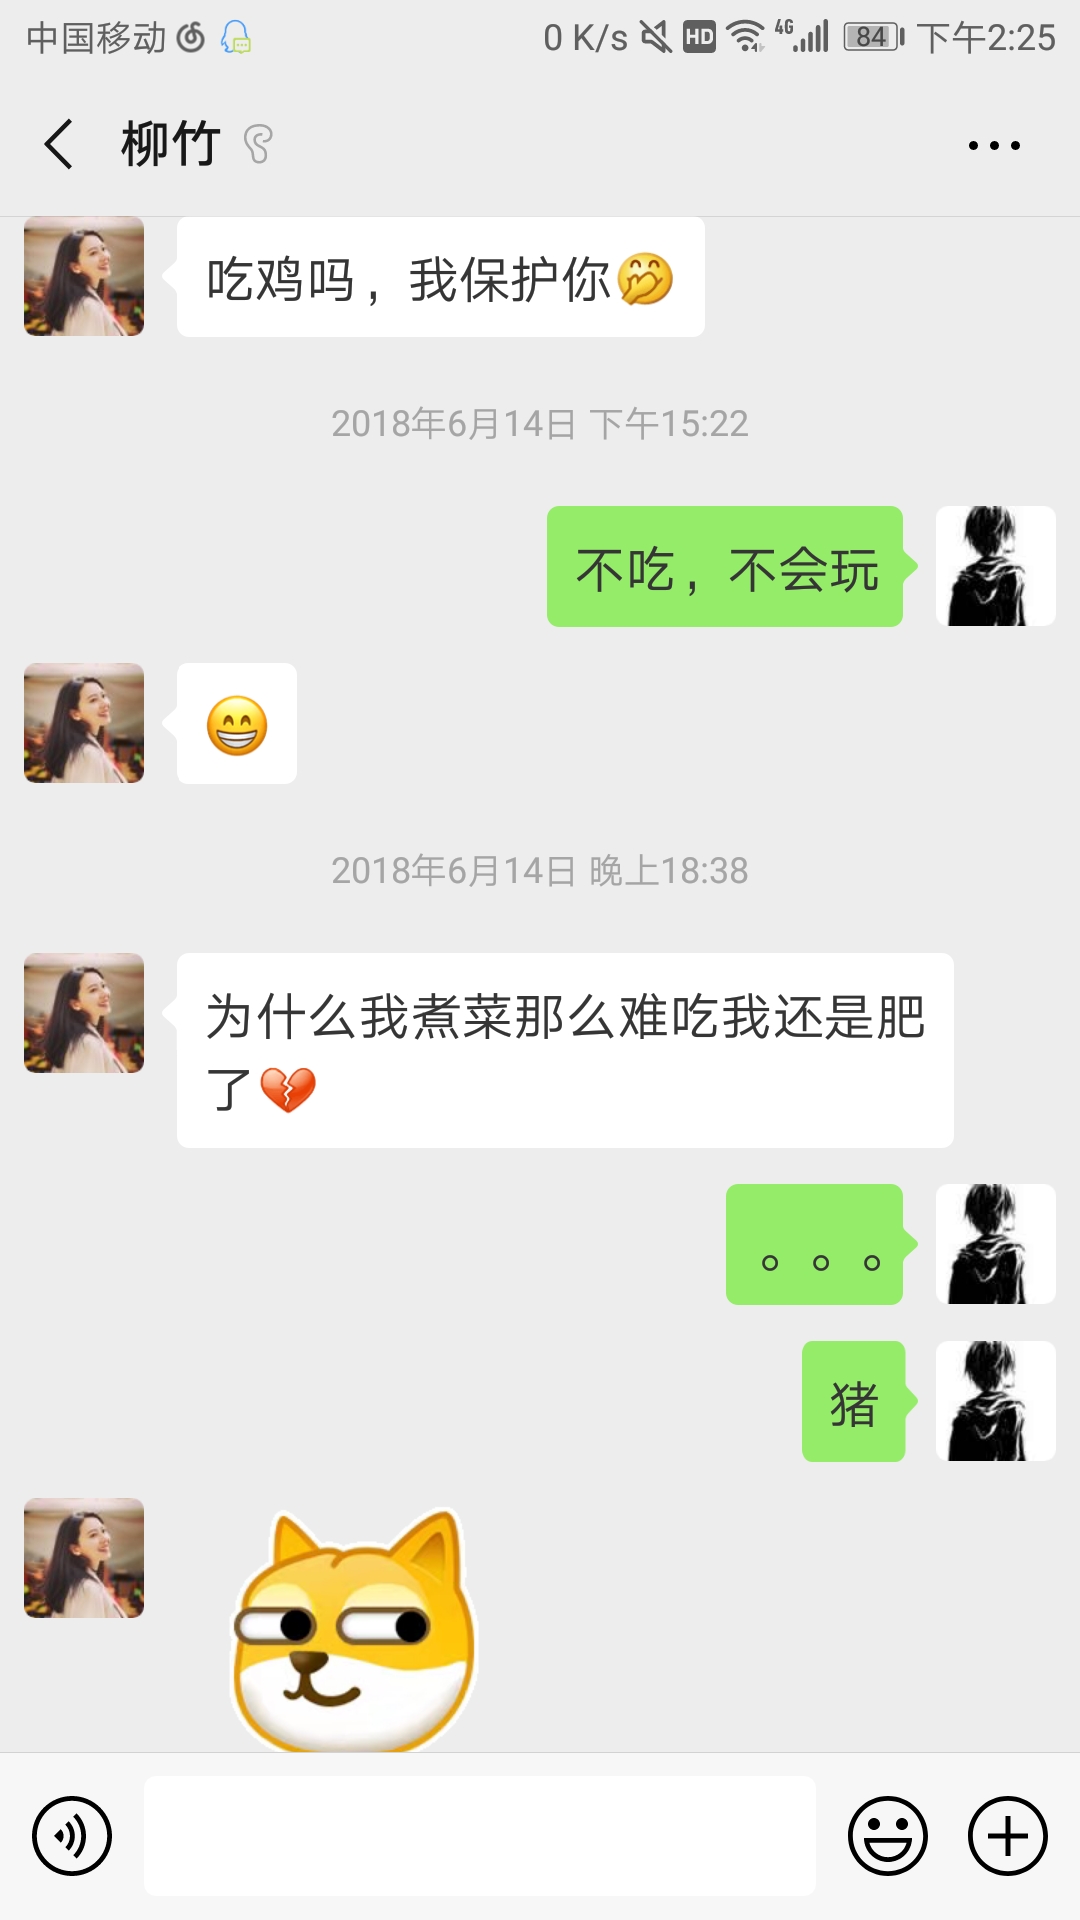 中国移动 0 K/s HD 4G 84 下午2:25
柳竹
吃鸡吗，我保护你🤭
2018年6月14日 下午15:22
不吃，不会玩
😁
2018年6月14日 晚上18:38
为什么我煮菜那么难吃我还是肥
了💔
。。。
猪